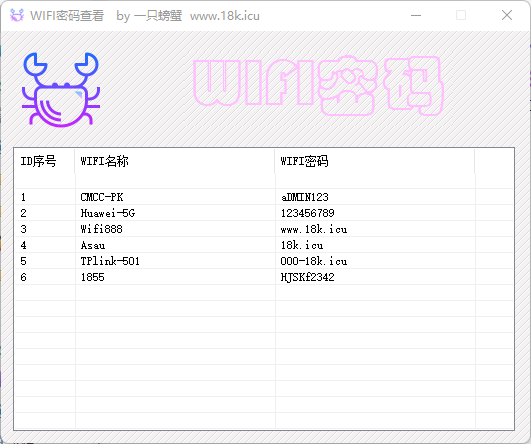 WIFI密码查看 by 一只螃蟹 www.18k.icu
WIFI密码
ID序号 WIFI名称 WIFI密码
1 CMCC-PK aDMIN123
2 Huawei-5G 123456789
3 Wifi888 www.18k.icu
4 Asau 18k.icu
5 TPlink-501 000-18k.icu
6 1855 HJSKf2342